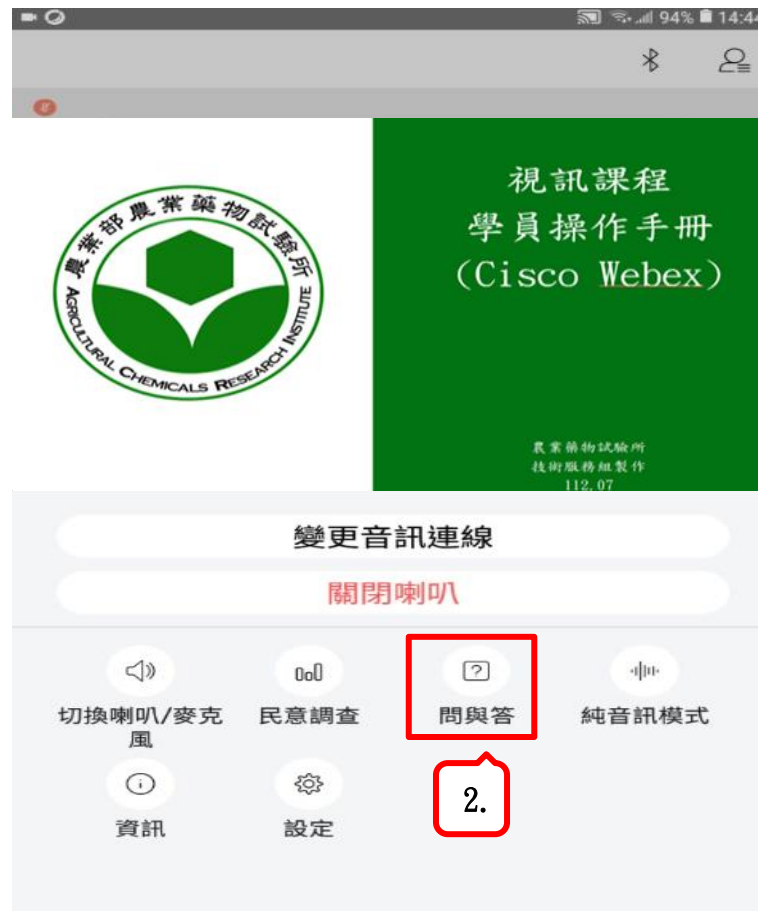 94% 14:44
農業部農業藥物試驗所
AGRICULTURAL CHEMICALS RESEARCH INSTITUTE
視訊課程
學員操作手冊
(Cisco Webex)
農業藥物試驗所
技術服務組製作
112.07
變更音訊連線
關閉喇叭
切換喇叭/麥克風
民意調查
問與答
純音訊模式
2.
資訊
設定